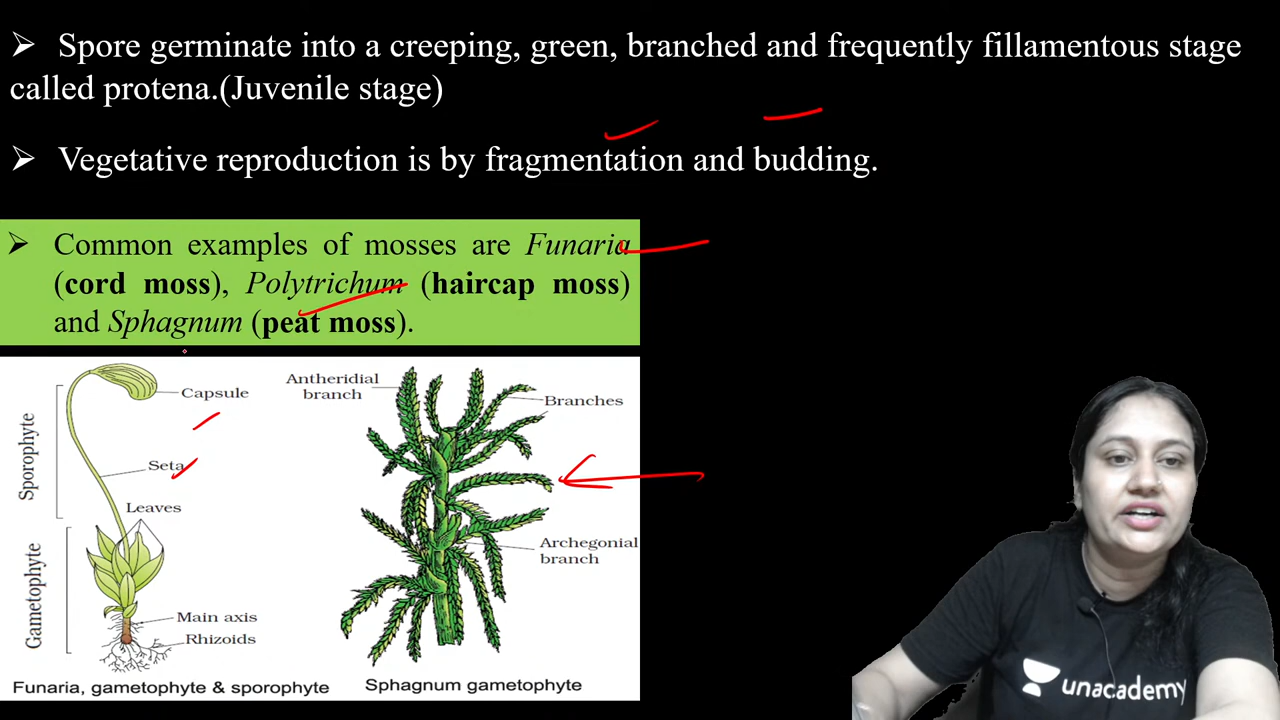 ➢ Spore germinate into a creeping, green, branched and frequently fillamentous stage
called protena.(Juvenile stage)
➢ Vegetative reproduction is by fragmentation and budding.
➢ Common examples of mosses are Funaria
(cord moss), Polytrichum (haircap moss)
and Sphagnum (peat moss).
Sporophyte
Capsule
Seta
Leaves
Gametophyte
Main axis
Rhizoids
Funaria, gametophyte & sporophyte
Antheridial
branch
Branches
Archegonial
branch
Sphagnum gametophyte
unacademy